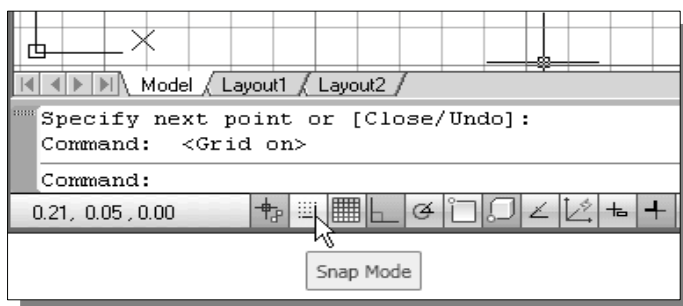 Model / Layout1 / Layout2 /
Specify next point or [Close/Undo]:
Command:  <Grid on>
Command:
0.21, 0.05 , 0.00
Snap Mode